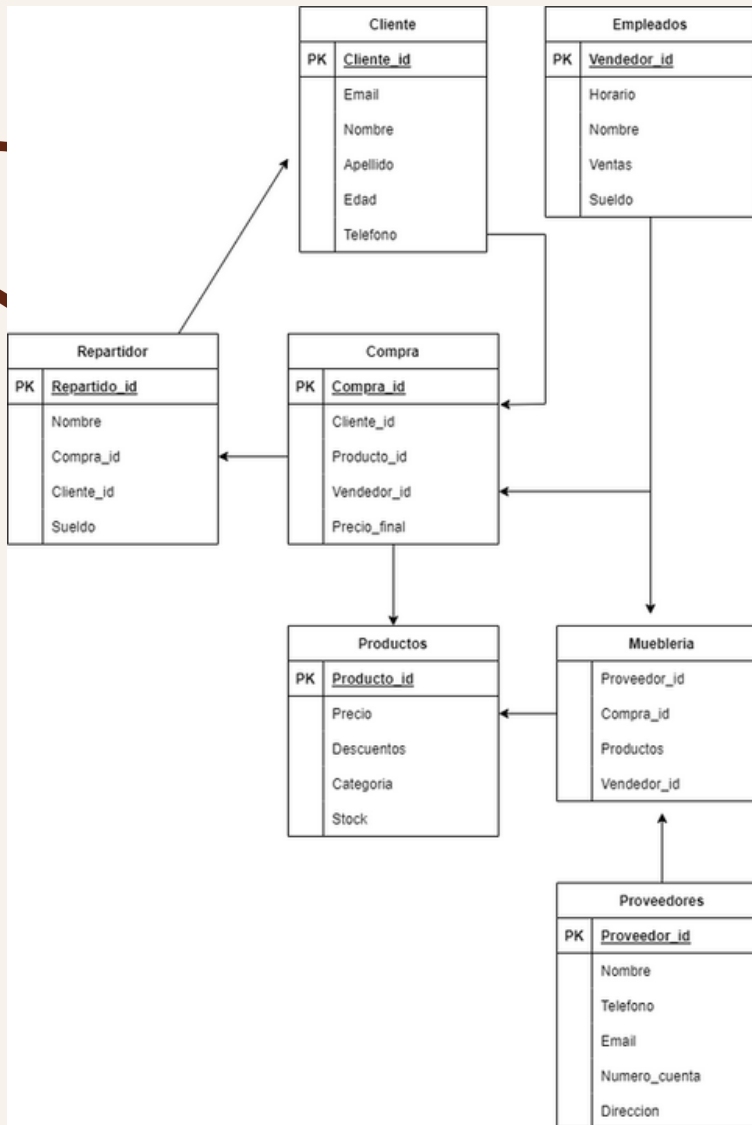 Cliente
PK Cliente_id
Email
Nombre
Apellido
Edad
Telefono
Empleados
PK Vendedor_id
Horario
Nombre
Ventas
Sueldo
Repartidor
PK Repartido_id
Nombre
Compra_id
Cliente_id
Sueldo
Compra
PK Compra_id
Cliente_id
Producto_id
Vendedor_id
Precio_final
Productos
PK Producto_id
Precio
Descuentos
Categoria
Stock
Muebleria
Proveedor_id
Compra_id
Productos
Vendedor_id
Proveedores
PK Proveedor_id
Nombre
Telefono
Email
Numero_cuenta
Direccion